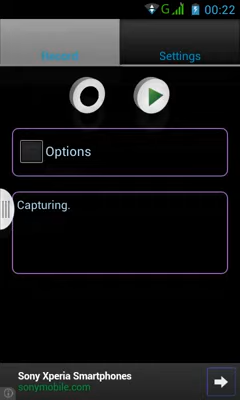 G 00:22
Record
Settings
Options
Capturing.
Sony Xperia Smartphones
sonymobile.com